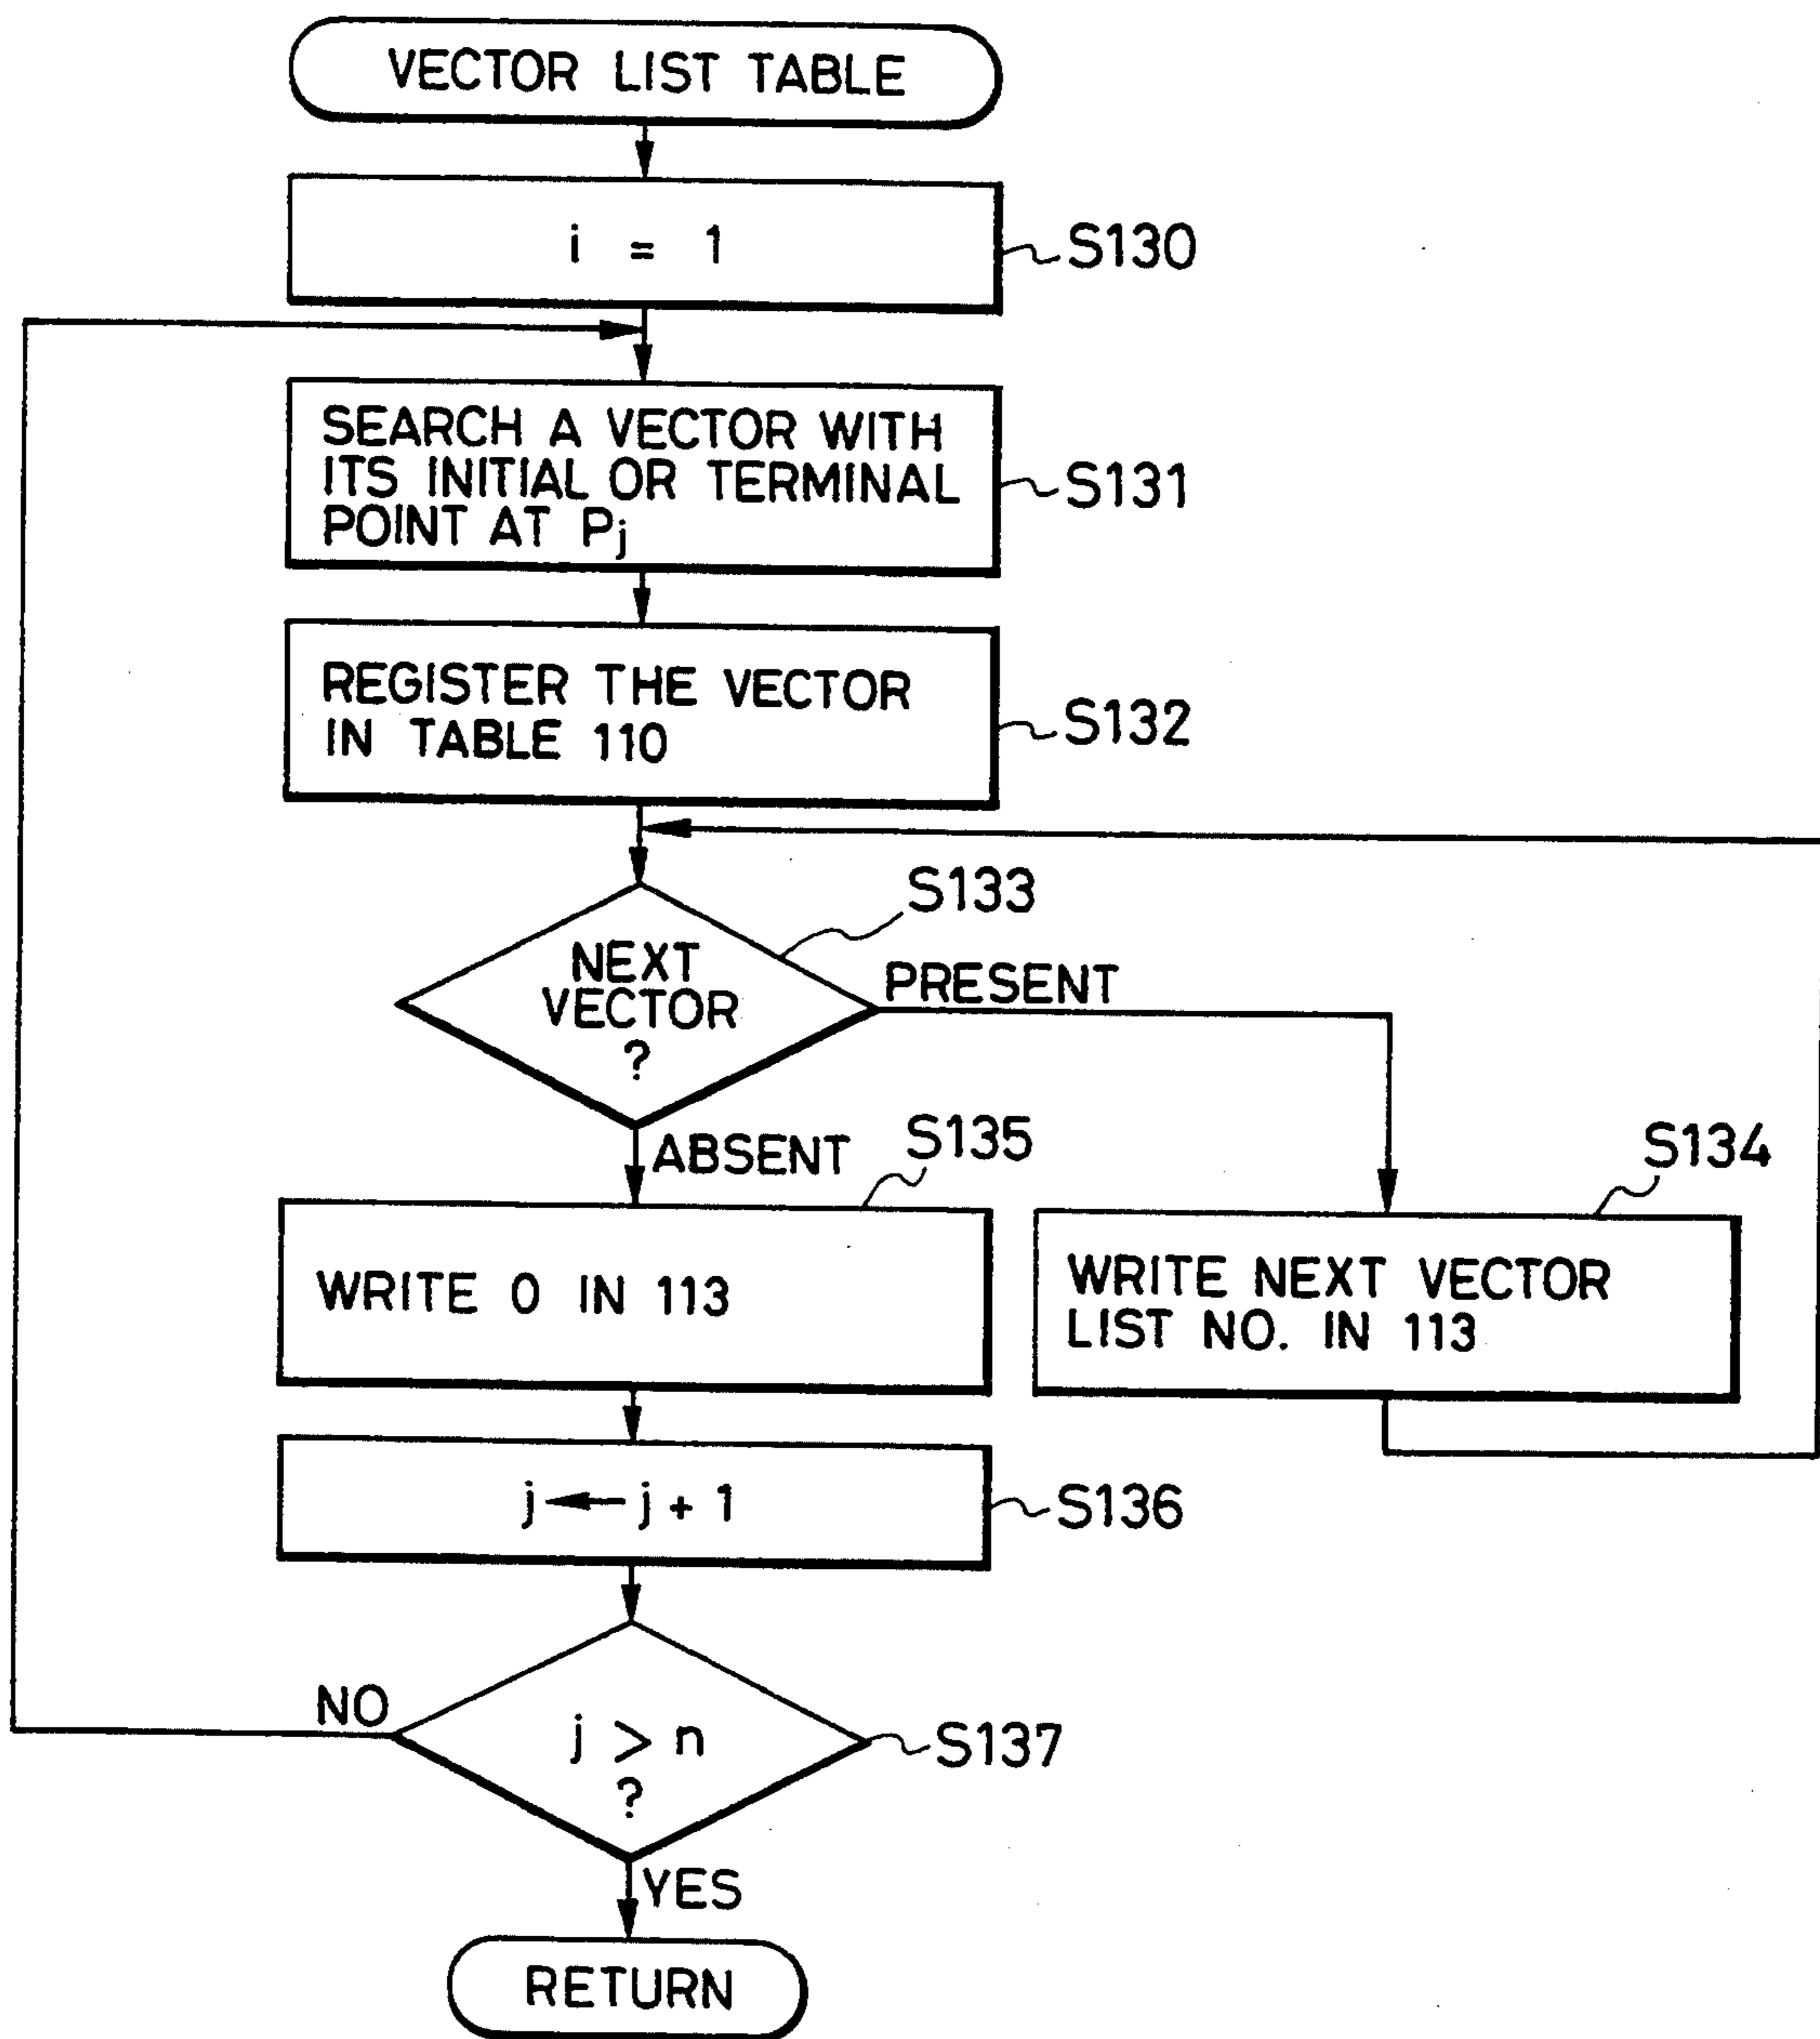 VECTOR LIST TABLE
i = 1
S130
SEARCH A VECTOR WITH
ITS INITIAL OR TERMINAL
POINT AT Pj
S131
REGISTER THE VECTOR
IN TABLE 110
S132
S133
NEXT
VECTOR
?
PRESENT
ABSENT
S135
S134
WRITE 0 IN 113
WRITE NEXT VECTOR
LIST NO. IN 113
j ← j + 1
S136
NO
j > n
?
S137
YES
RETURN